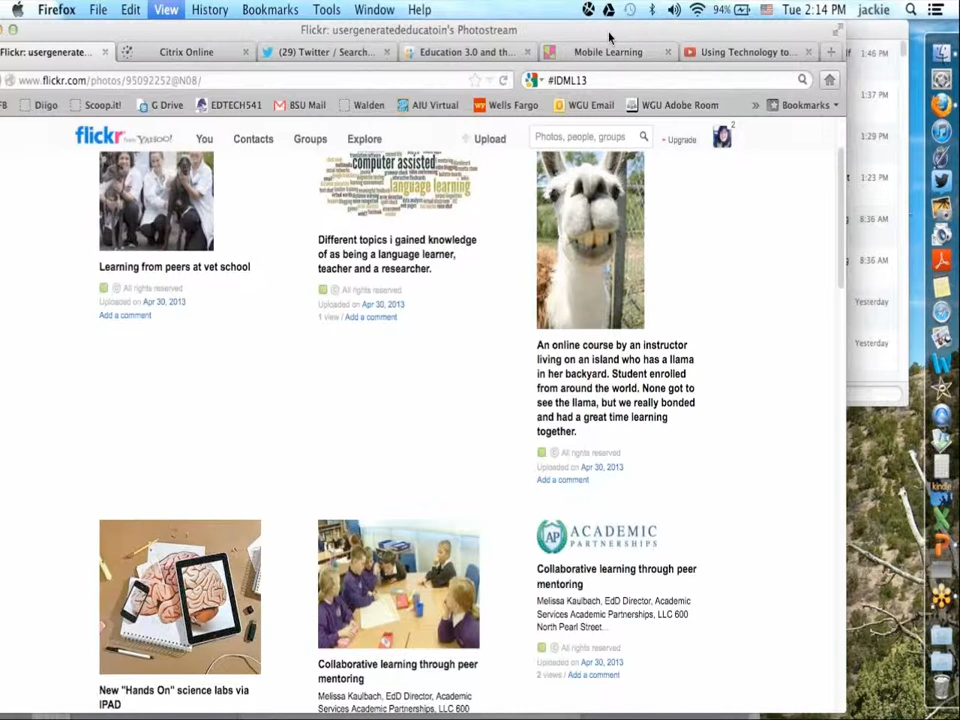 Firefox File Edit View History Bookmarks Tools Window Help 94% Tue 2:14 PM jackie
Flickr: usergeneratededucatoin's Photostream
Flickr: usergenerate... Citrix Online (29) Twitter / Search... Education 3.0 and th... Mobile Learning Using Technology to...
www.flickr.com/photos/95092252@N08/ #IDML13
FB Diigo Scoop.it! G Drive EDTECH541 BSU Mail Walden AIU Virtual Wells Fargo WGU Email WGU Adobe Room » Bookmarks
flickr from YAHOO! You Contacts Groups Explore Upload Photos, people, groups Upgrade 2
computer assisted
language learning
Learning from peers at vet school
All rights reserved
Uploaded on Apr 30, 2013
Add a comment
Different topics i gained knowledge
of as being a language learner,
teacher and a researcher.
All rights reserved
Uploaded on Apr 30, 2013
1 view / Add a comment
An online course by an instructor
living on an island who has a llama
in her backyard. Student enrolled
from around the world. None got to
see the llama, but we really bonded
and had a great time learning
together.
All rights reserved
Uploaded on Apr 30, 2013
Add a comment
New "Hands On" science labs via
IPAD
Collaborative learning through peer
mentoring
Melissa Kaulbach, EdD Director, Academic
Services Academic Partnerships, LLC 600
AP ACADEMIC
PARTNERSHIPS
Collaborative learning through peer
mentoring
Melissa Kaulbach, EdD Director, Academic
Services Academic Partnerships, LLC 600
North Pearl Street...
All rights reserved
Uploaded on Apr 30, 2013
2 views / Add a comment
1:46 PM
1:37 PM
1:29 PM
1:23 PM
8:36 AM
8:36 AM
Yesterday
Yesterday
kindle